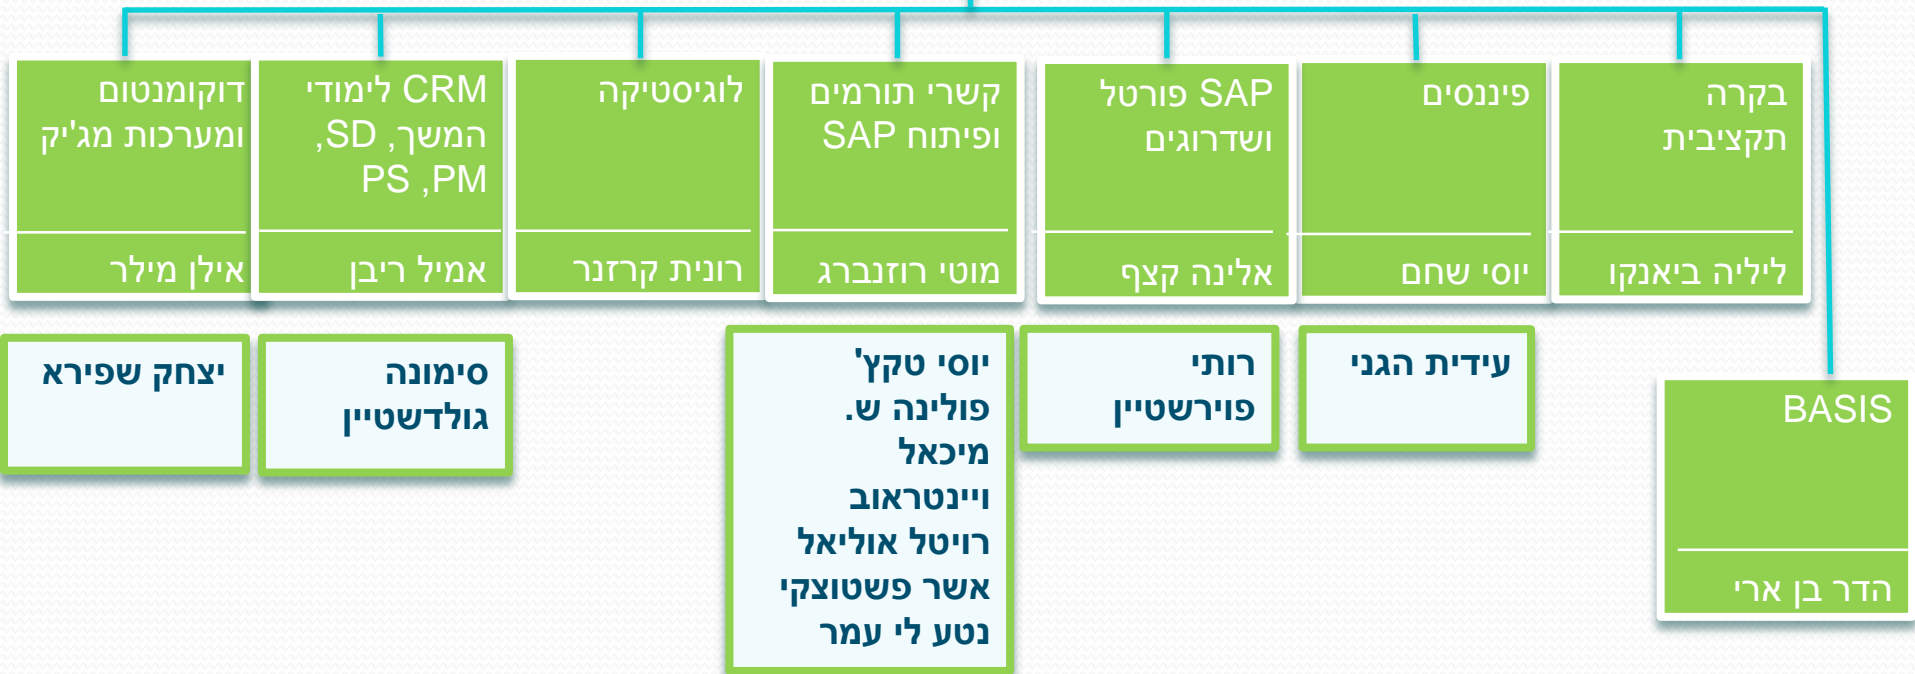 בקרה
תקציבית
ליליה ביאנקו
פיננסים
יוסי שחם
עידית הגני
SAP פורטל
ושדרוגים
אלינה קצף
רותי
פוירשטיין
קשרי תורמים
ופיתוח SAP
מוטי רוזנברג
יוסי טקץ'
פולינה ש.
מיכאל
ויינטראוב
רויטל אוליאל
אשר פשטוצקי
נטע לי עמר
לוגיסטיקה
רונית קרזנר
CRM לימודי
המשך, SD,
PS ,PM
אמיל ריבן
סימונה
גולדשטיין
דוקומנטום
ומערכות מג'יק
אילן מילר
יצחק שפירא
BASIS
הדר בן ארי